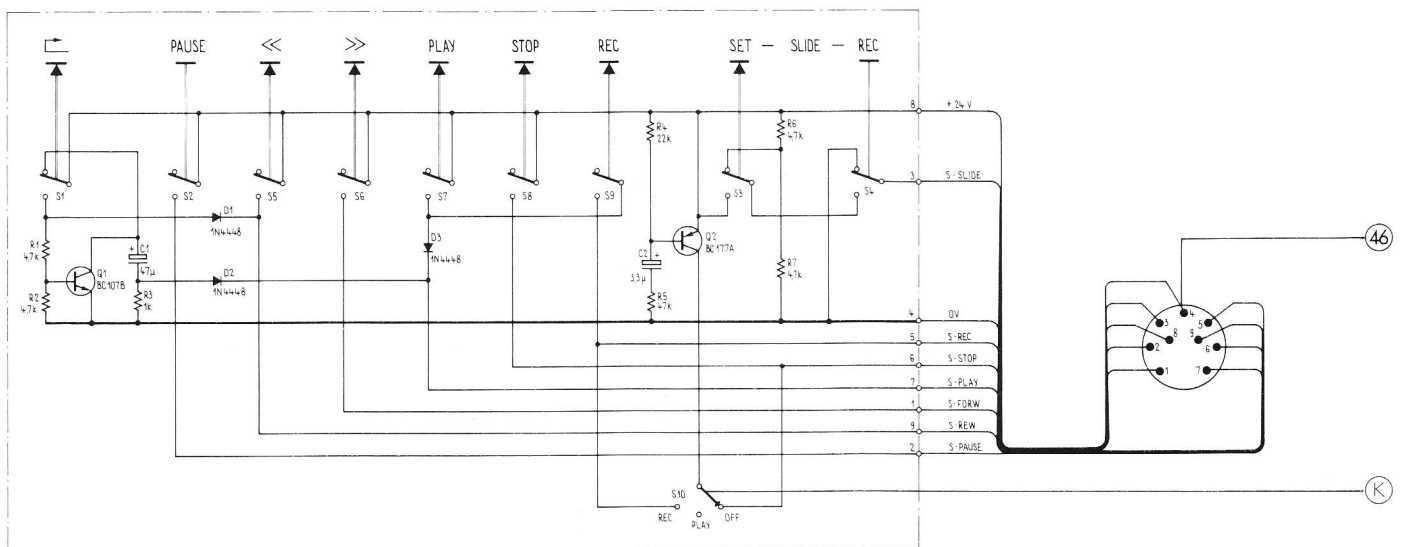 PAUSE << >> PLAY STOP REC SET — SLIDE — REC
8 +24V
R4 22k
R6 4,7k
S1 S2 S5 S6 S7 S8 S9 S3 S4
3 S-SLIDE
D1 1N4448
R1 4,7k
Q1 BC107B
C1 + 47µ
D3 1N4448
D2 1N4448
R2 4,7k
R3 1k
Q2 BC177A
C2 + 3,3µ
R7 4,7k
R5 47k
46
4 0V
5 S-REC
6 S-STOP
7 S-PLAY
1 S-FORW
9 S-REW
2 S-PAUSE
4
3 5
8 9
2 6
1 7
S10
REC PLAY OFF
K